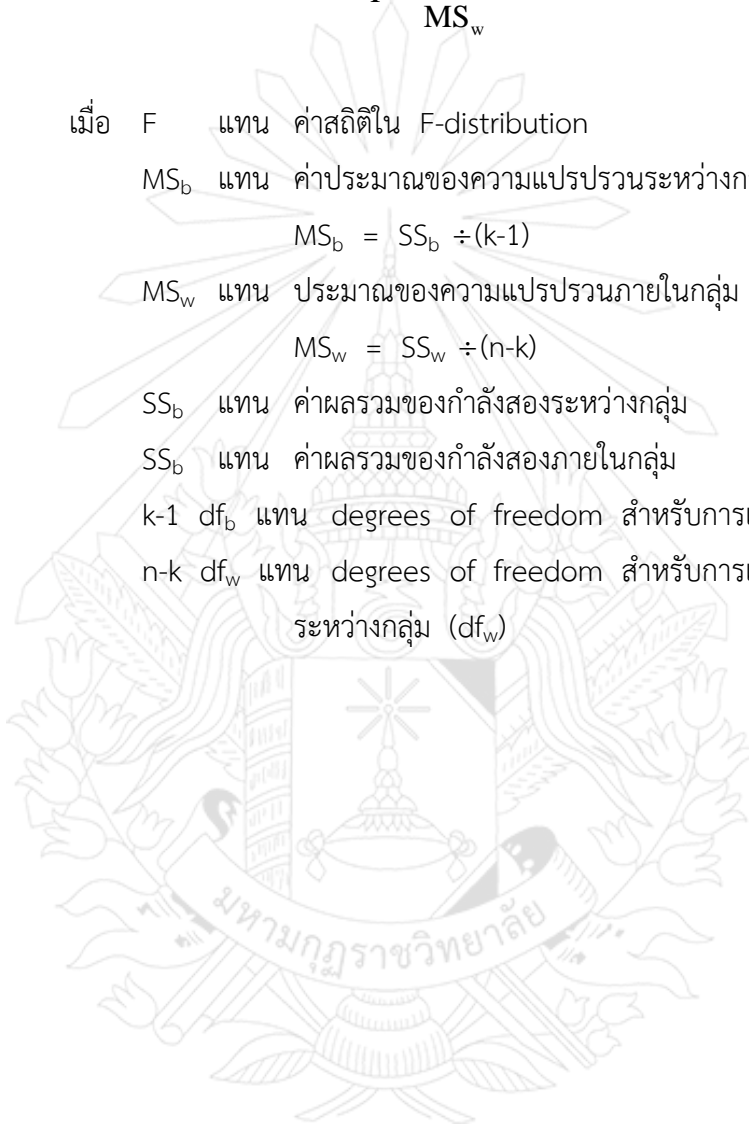 MSw
เมื่อ F แทน ค่าสถิติใน F-distribution
MSb แทน ค่าประมาณของความแปรปรวนระหว่าง
MSb = SSb ÷(k-1)
MSw แทน ประมาณของความแปรปรวนภายในกลุ่ม
MSw = SSw ÷(n-k)
SSb แทน ค่าผลรวมของกำลังสองระหว่างกลุ่ม
SSb แทน ค่าผลรวมของกำลังสองภายในกลุ่ม
k-1 dfb แทน degrees of freedom สำหรับการ
n-k dfw แทน degrees of freedom สำหรับการ
ระหว่างกลุ่ม (dfw)
มหามกุฏราชวิทยาลัย